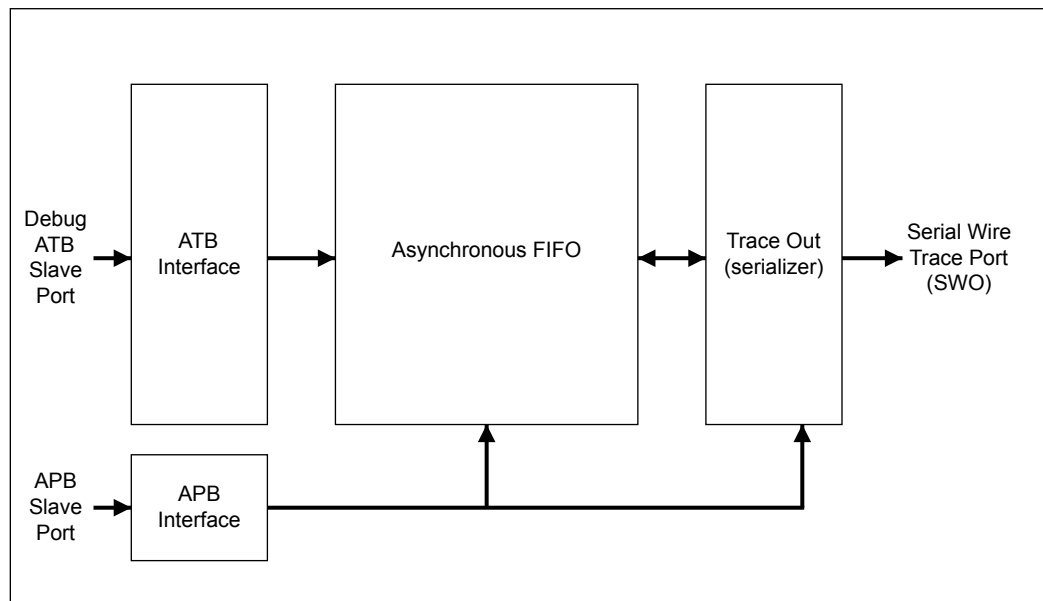 Debug
ATB
Slave
Port
ATB
Interface
Asynchronous FIFO
Trace Out
(serializer)
Serial Wire
Trace Port
(SWO)
APB
Slave
Port
APB
Interface